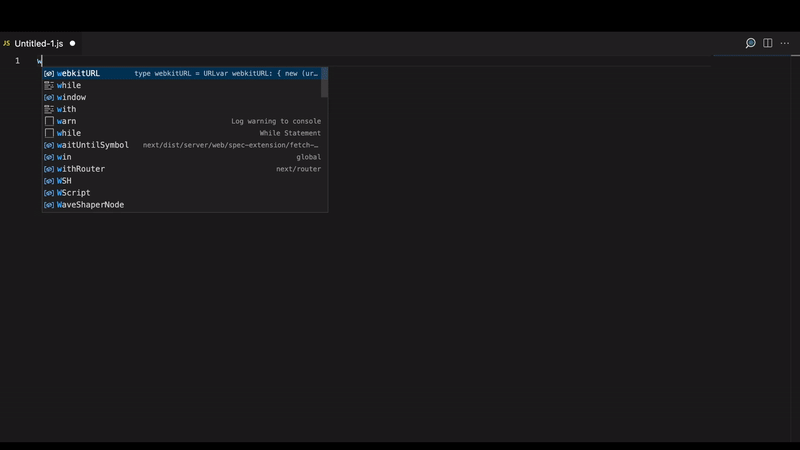 JS Untitled-1.js
1 w
webkitURL type webkitURL = URLvar webkitURL: { new (ur…
while
window
with
warn Log warning to console
while While Statement
waitUntilSymbol next/dist/server/web/spec-extension/fetch-…
win global
withRouter next/router
WSH
WScript
WaveShaperNode